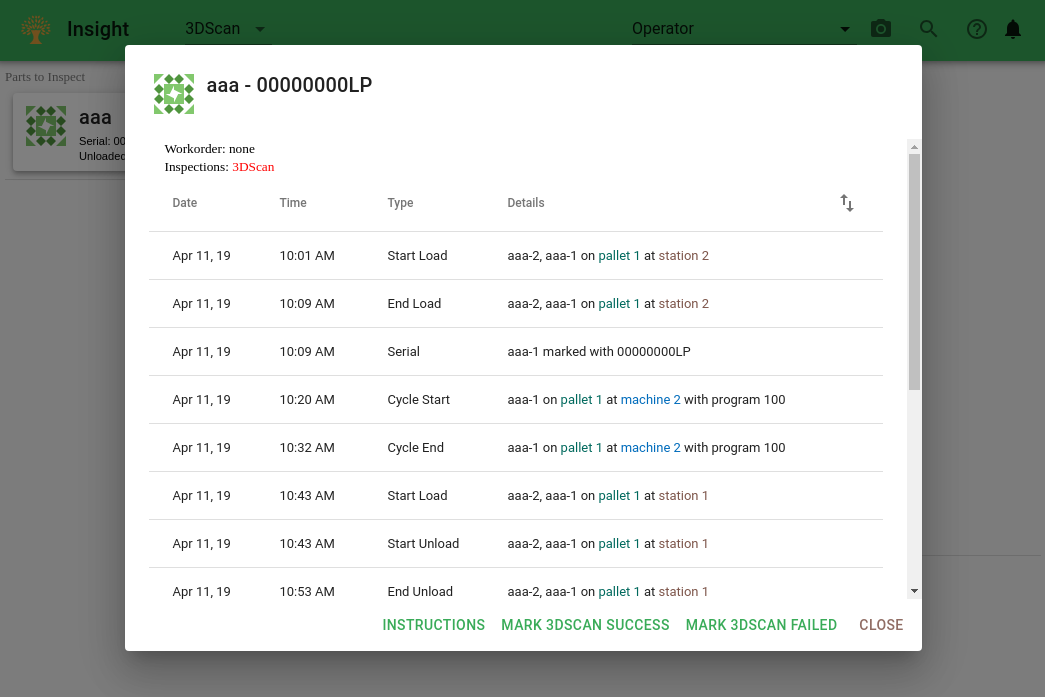 Insight 3DScan Operator
Parts to Inspect
aaa
Serial: 00
Unloaded
aaa - 00000000LP
Workorder: none
Inspections: 3DScan
Date Time Type Details
Apr 11, 19 10:01 AM Start Load aaa-2, aaa-1 on pallet 1 at station 2
Apr 11, 19 10:09 AM End Load aaa-2, aaa-1 on pallet 1 at station 2
Apr 11, 19 10:09 AM Serial aaa-1 marked with 00000000LP
Apr 11, 19 10:20 AM Cycle Start aaa-1 on pallet 1 at machine 2 with program 100
Apr 11, 19 10:32 AM Cycle End aaa-1 on pallet 1 at machine 2 with program 100
Apr 11, 19 10:43 AM Start Load aaa-2, aaa-1 on pallet 1 at station 1
Apr 11, 19 10:43 AM Start Unload aaa-2, aaa-1 on pallet 1 at station 1
Apr 11, 19 10:53 AM End Unload aaa-2, aaa-1 on pallet 1 at station 1
INSTRUCTIONS MARK 3DSCAN SUCCESS MARK 3DSCAN FAILED CLOSE